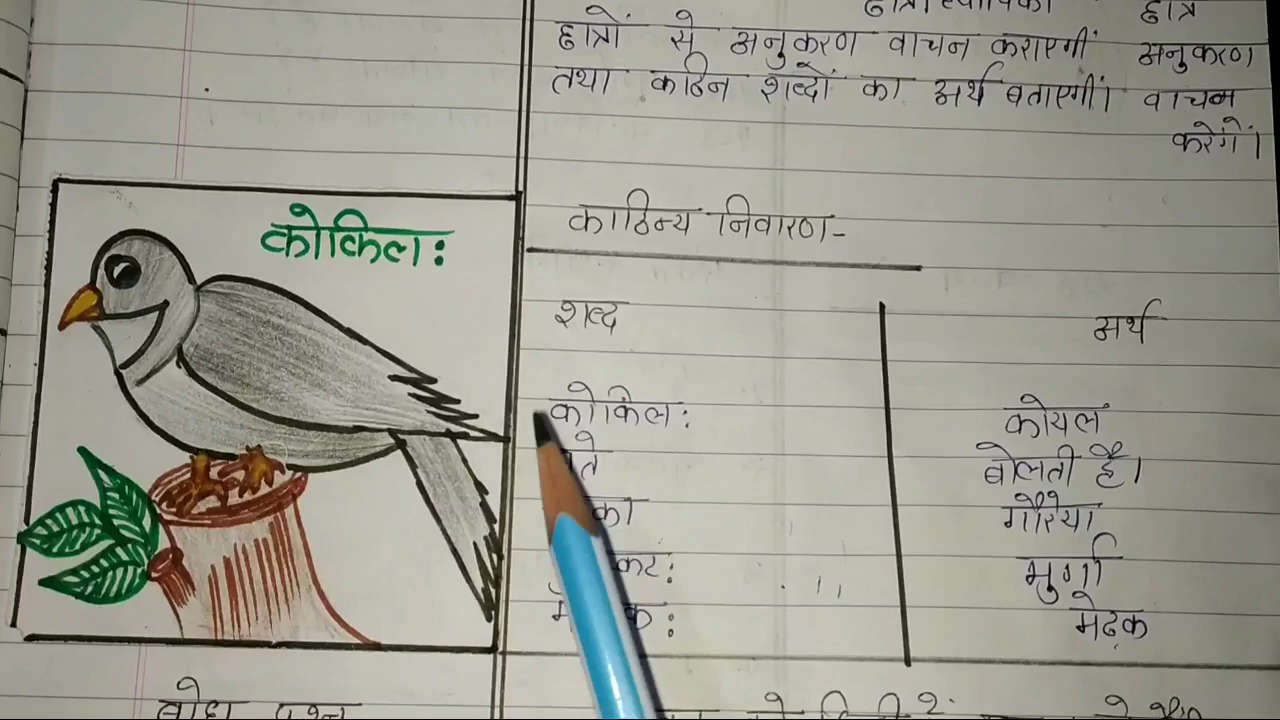 छात्र
छात्रों से अनुकरण वाचन कराएगीं अनुकरण
तथा कठिन शब्दों का अर्थ बताएगीं। वाचन
करेगें।
कोकिलः
काठिन्य निवारण-
शब्द अर्थ
कोकिलः कोयल
बोलती है।
गौरैया
मुर्गा
मेढ़क
बोध प्रश्न